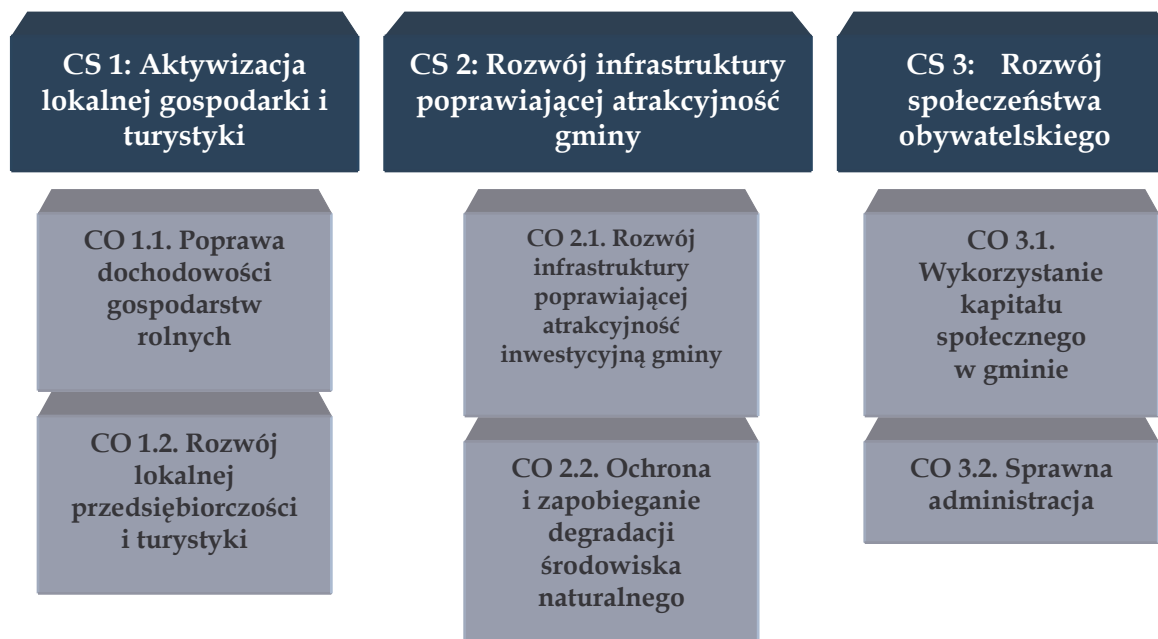 CS 1: Aktywizacja
lokalnej gospodarki i
turystyki
CO 1.1. Poprawa
dochodowości
gospodarstw
rolnych
CO 1.2. Rozwój
lokalnej
przedsiębiorczości
i turystyki
CS 2: Rozwój infrastruktury
poprawiającej atrakcyjność
gminy
CO 2.1. Rozwój
infrastruktury
poprawiającej
atrakcyjność
inwestycyjną gminy
CO 2.2. Ochrona
i zapobieganie
degradacji
środowiska
naturalnego
CS 3: Rozwój
społeczeństwa
obywatelskiego
CO 3.1.
Wykorzystanie
kapitału
społecznego
w gminie
CO 3.2. Sprawna
administracja